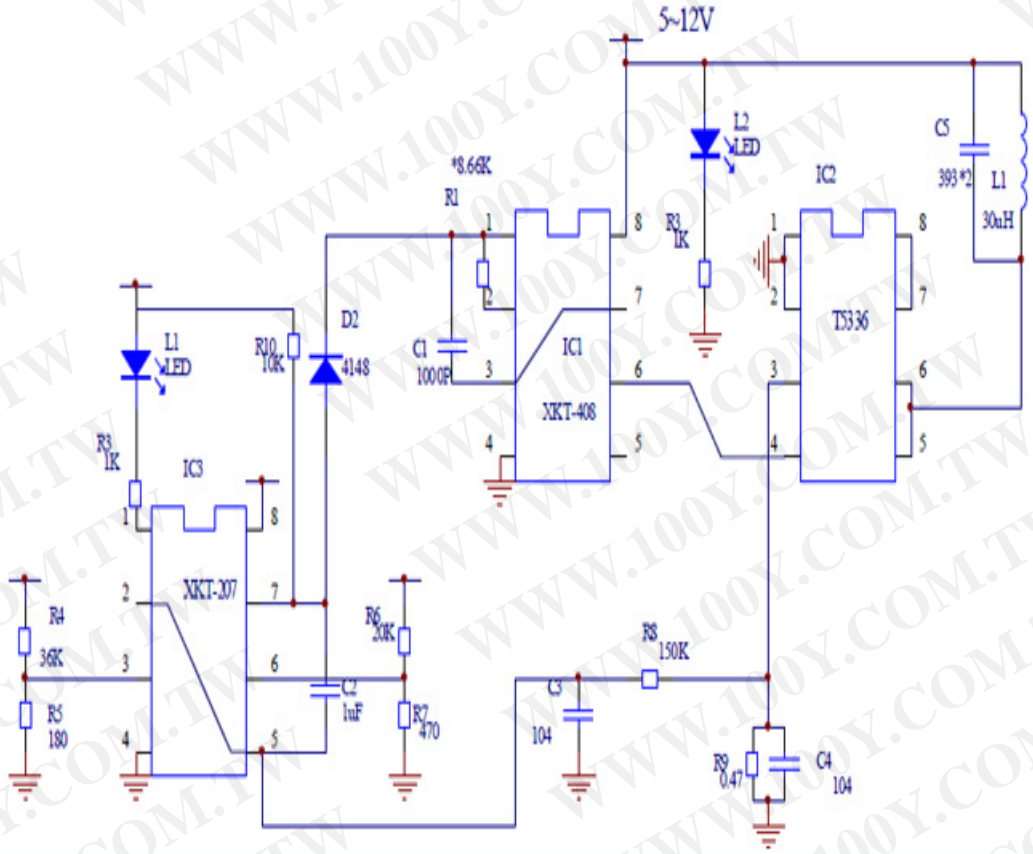 5~12V
L2
LED
C5
393*2
L1
30uH
*8.66K
R1
IC2
1
8
R3
1K
1
8
2
7
2
7
T5336
D2
4148
C1
1000P
IC1
3
6
3
6
XKT-408
L1
LED
R10
10K
4
5
4
5
R3
1K
IC3
1
8
XKT-207
2
7
R4
36K
R6
20K
R8
150K
3
6
C2
1uF
C3
104
R5
180
R7
470
4
5
R9
0.47
C4
104
WWW.100Y.COM.TW